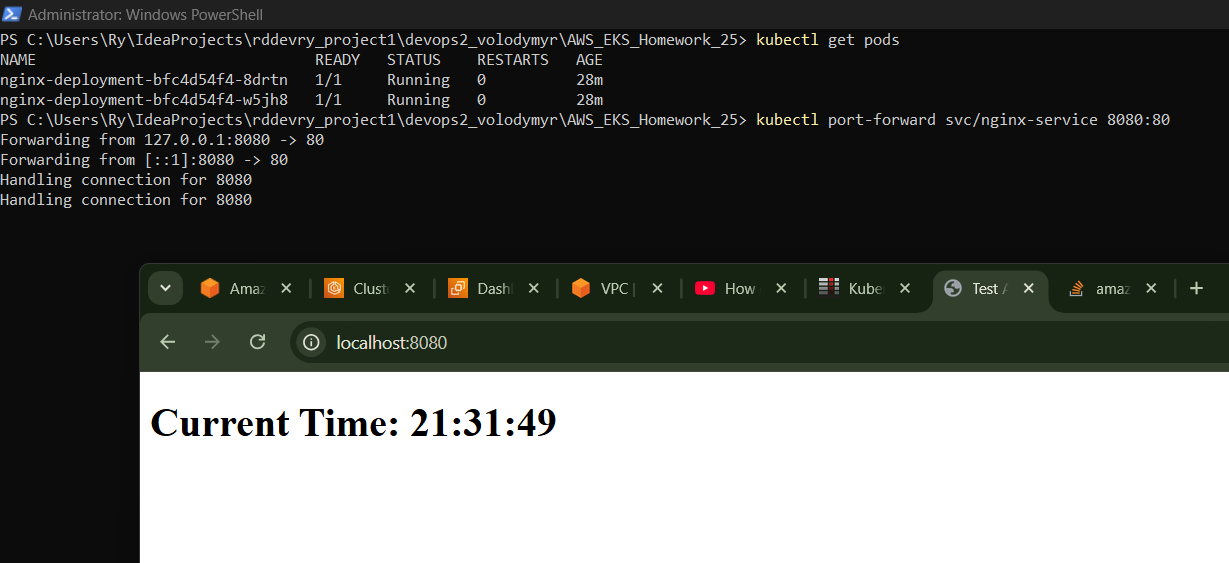 Administrator: Windows PowerShell
PS C:\Users\Ry\IdeaProjects\rddevry_project1\devops2_volodymyr\AWS_EKS_Homework_25> kubectl get pods
NAME READY STATUS RESTARTS AGE
nginx-deployment-bfc4d54f4-8drtn 1/1 Running 0 28m
nginx-deployment-bfc4d54f4-w5jh8 1/1 Running 0 28m
PS C:\Users\Ry\IdeaProjects\rddevry_project1\devops2_volodymyr\AWS_EKS_Homework_25> kubectl port-forward svc/nginx-service 8080:80
Forwarding from 127.0.0.1:8080 -> 80
Forwarding from [::1]:8080 -> 80
Handling connection for 8080
Handling connection for 8080
Amaz Cluste Dashl VPC | How Kube Test / amaz
localhost:8080
Current Time: 21:31:49